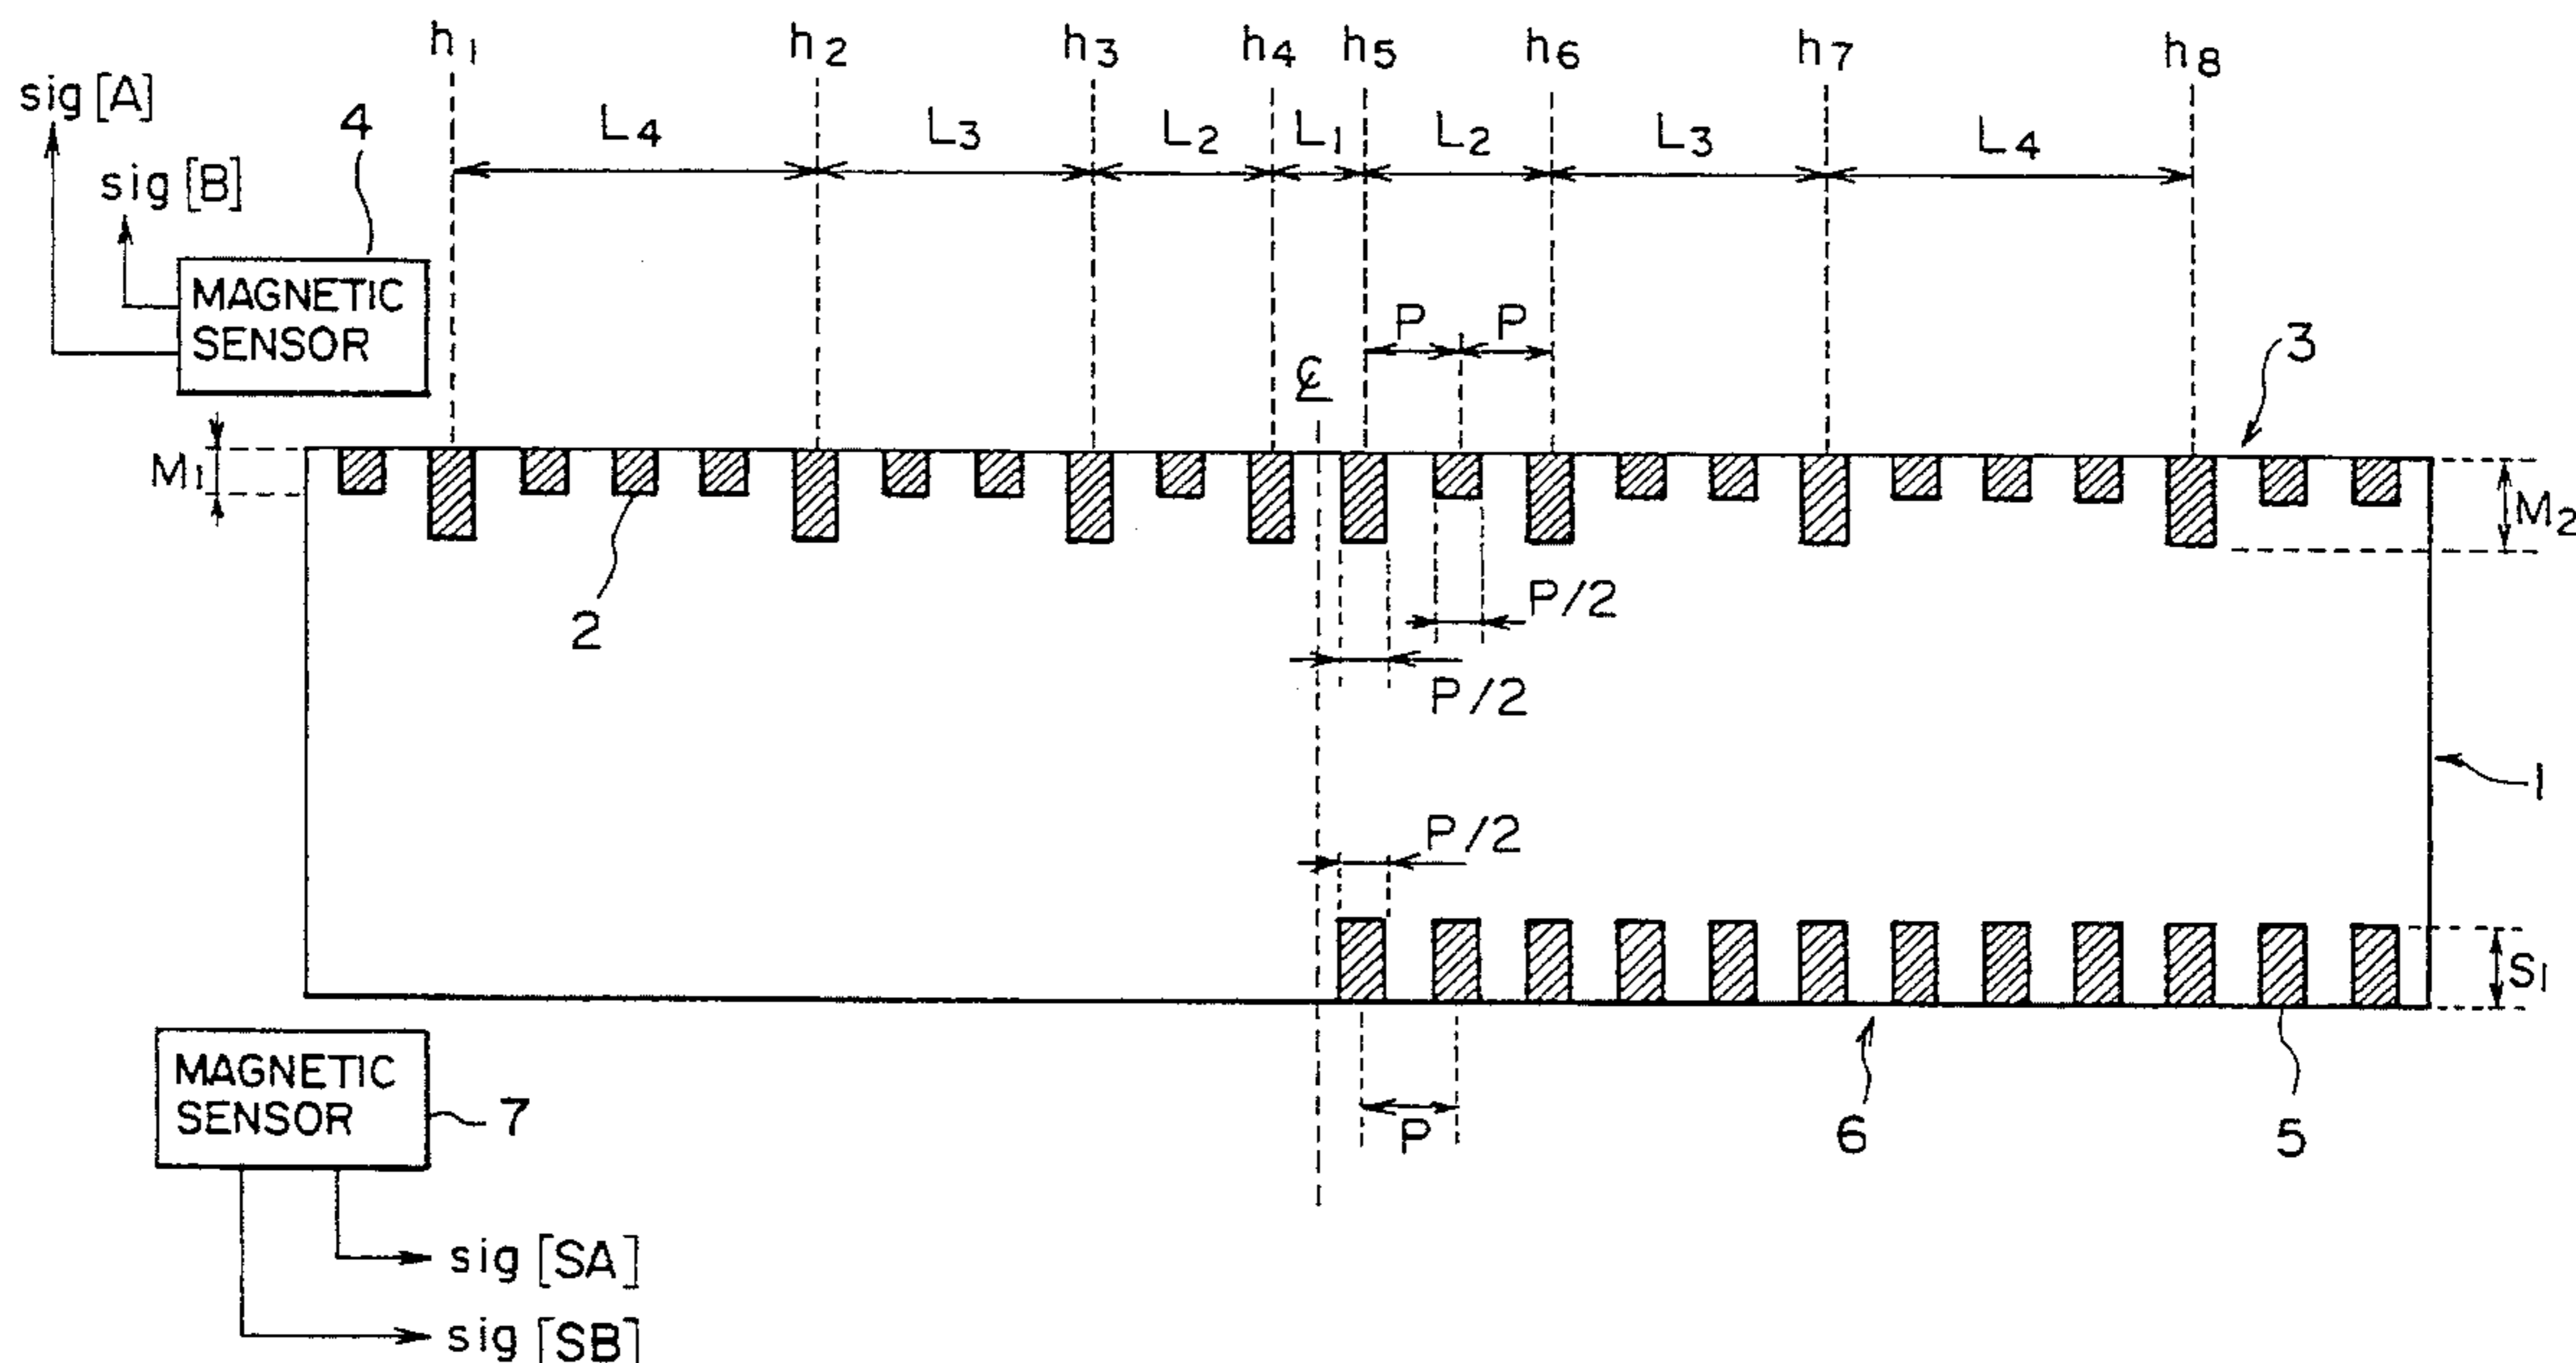 h1 h2 h3 h4 h5 h6 h7 h8
sig [A]
4
L4 L3 L2 L1 L2 L3 L4
sig [B]
MAGNETIC
SENSOR
P P
3
℄
M1
M2
2
P/2
P/2
1
P/2
S1
MAGNETIC
SENSOR
7
P
6
5
sig [SA]
sig [SB]